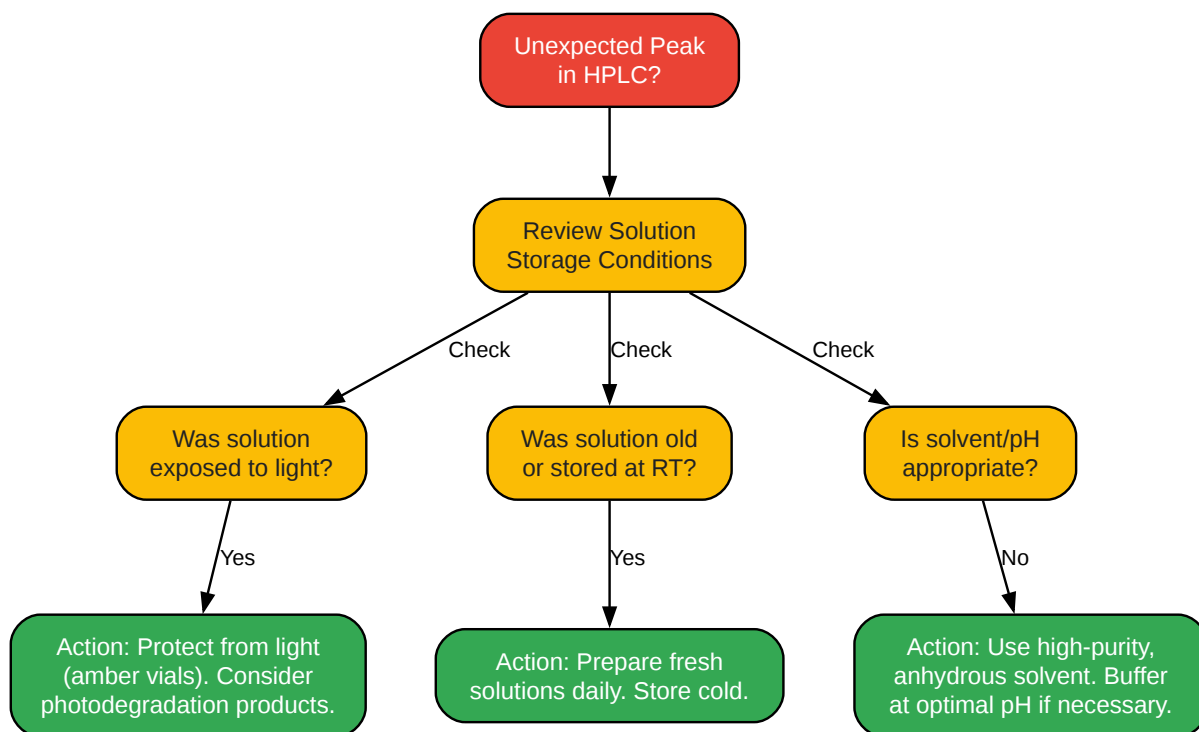 Unexpected Peak
in HPLC?
Review Solution
Storage Conditions
Check
Check
Check
Was solution
exposed to light?
Was solution old
or stored at RT?
Is solvent/pH
appropriate?
Yes
Yes
No
Action: Protect from light
(amber vials). Consider
photodegradation products.
Action: Prepare fresh
solutions daily. Store cold.
Action: Use high-purity,
anhydrous solvent. Buffer
at optimal pH if necessary.